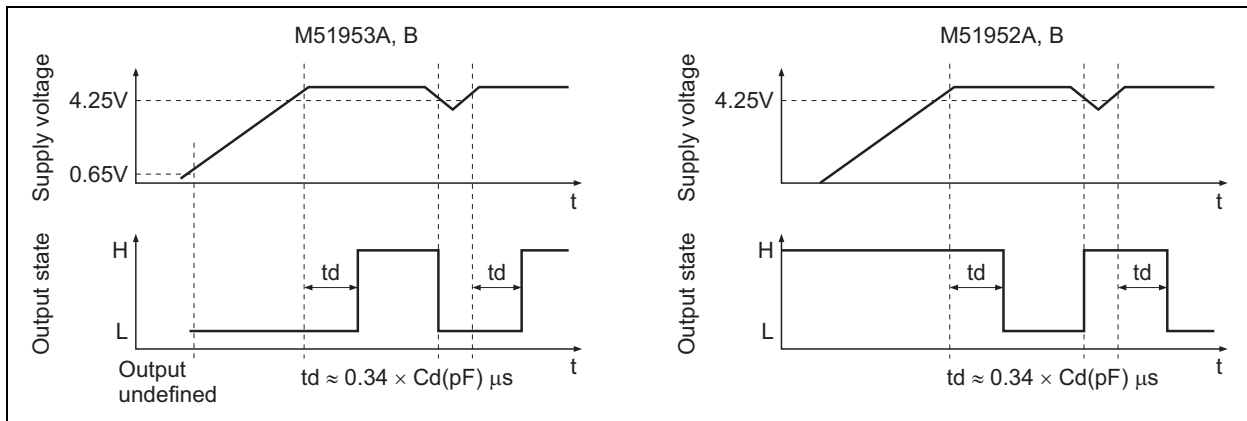 M51953A, B
Supply voltage
4.25V
0.65V
t
Output state
H
td
td
L
t
Output
undefined
td ≈ 0.34 × Cd(pF) μs
M51952A, B
Supply voltage
4.25V
t
Output state
H
td
td
L
t
td ≈ 0.34 × Cd(pF) μs